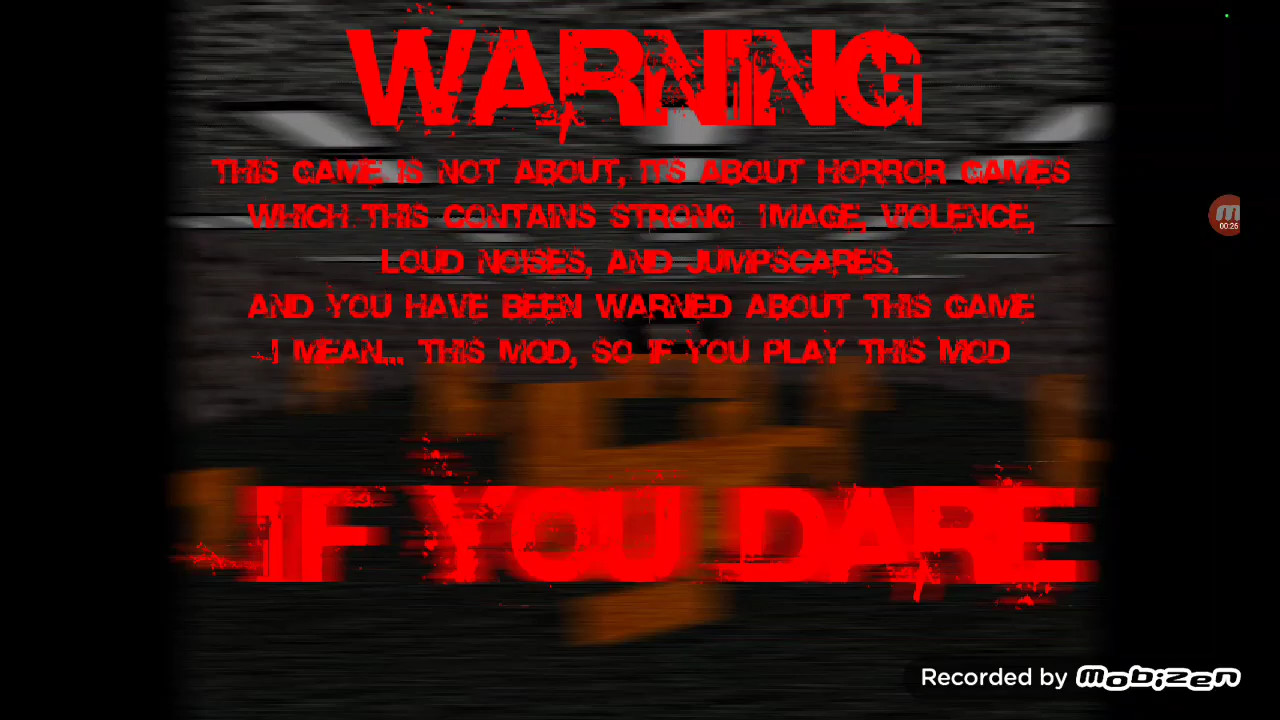 WARNING
THIS GAME IS NOT ABOUT, ITS ABOUT HORROR GAMES
WHICH THIS CONTAINS STRONG IMAGE, VIOLENCE,
LOUD NOISES, AND JUMPSCARES.
AND YOU HAVE BEEN WARNED ABOUT THIS GAME
I MEAN... THIS MOD, SO IF YOU PLAY THIS MOD
IF YOU DARE
00:25
Recorded by mobizen